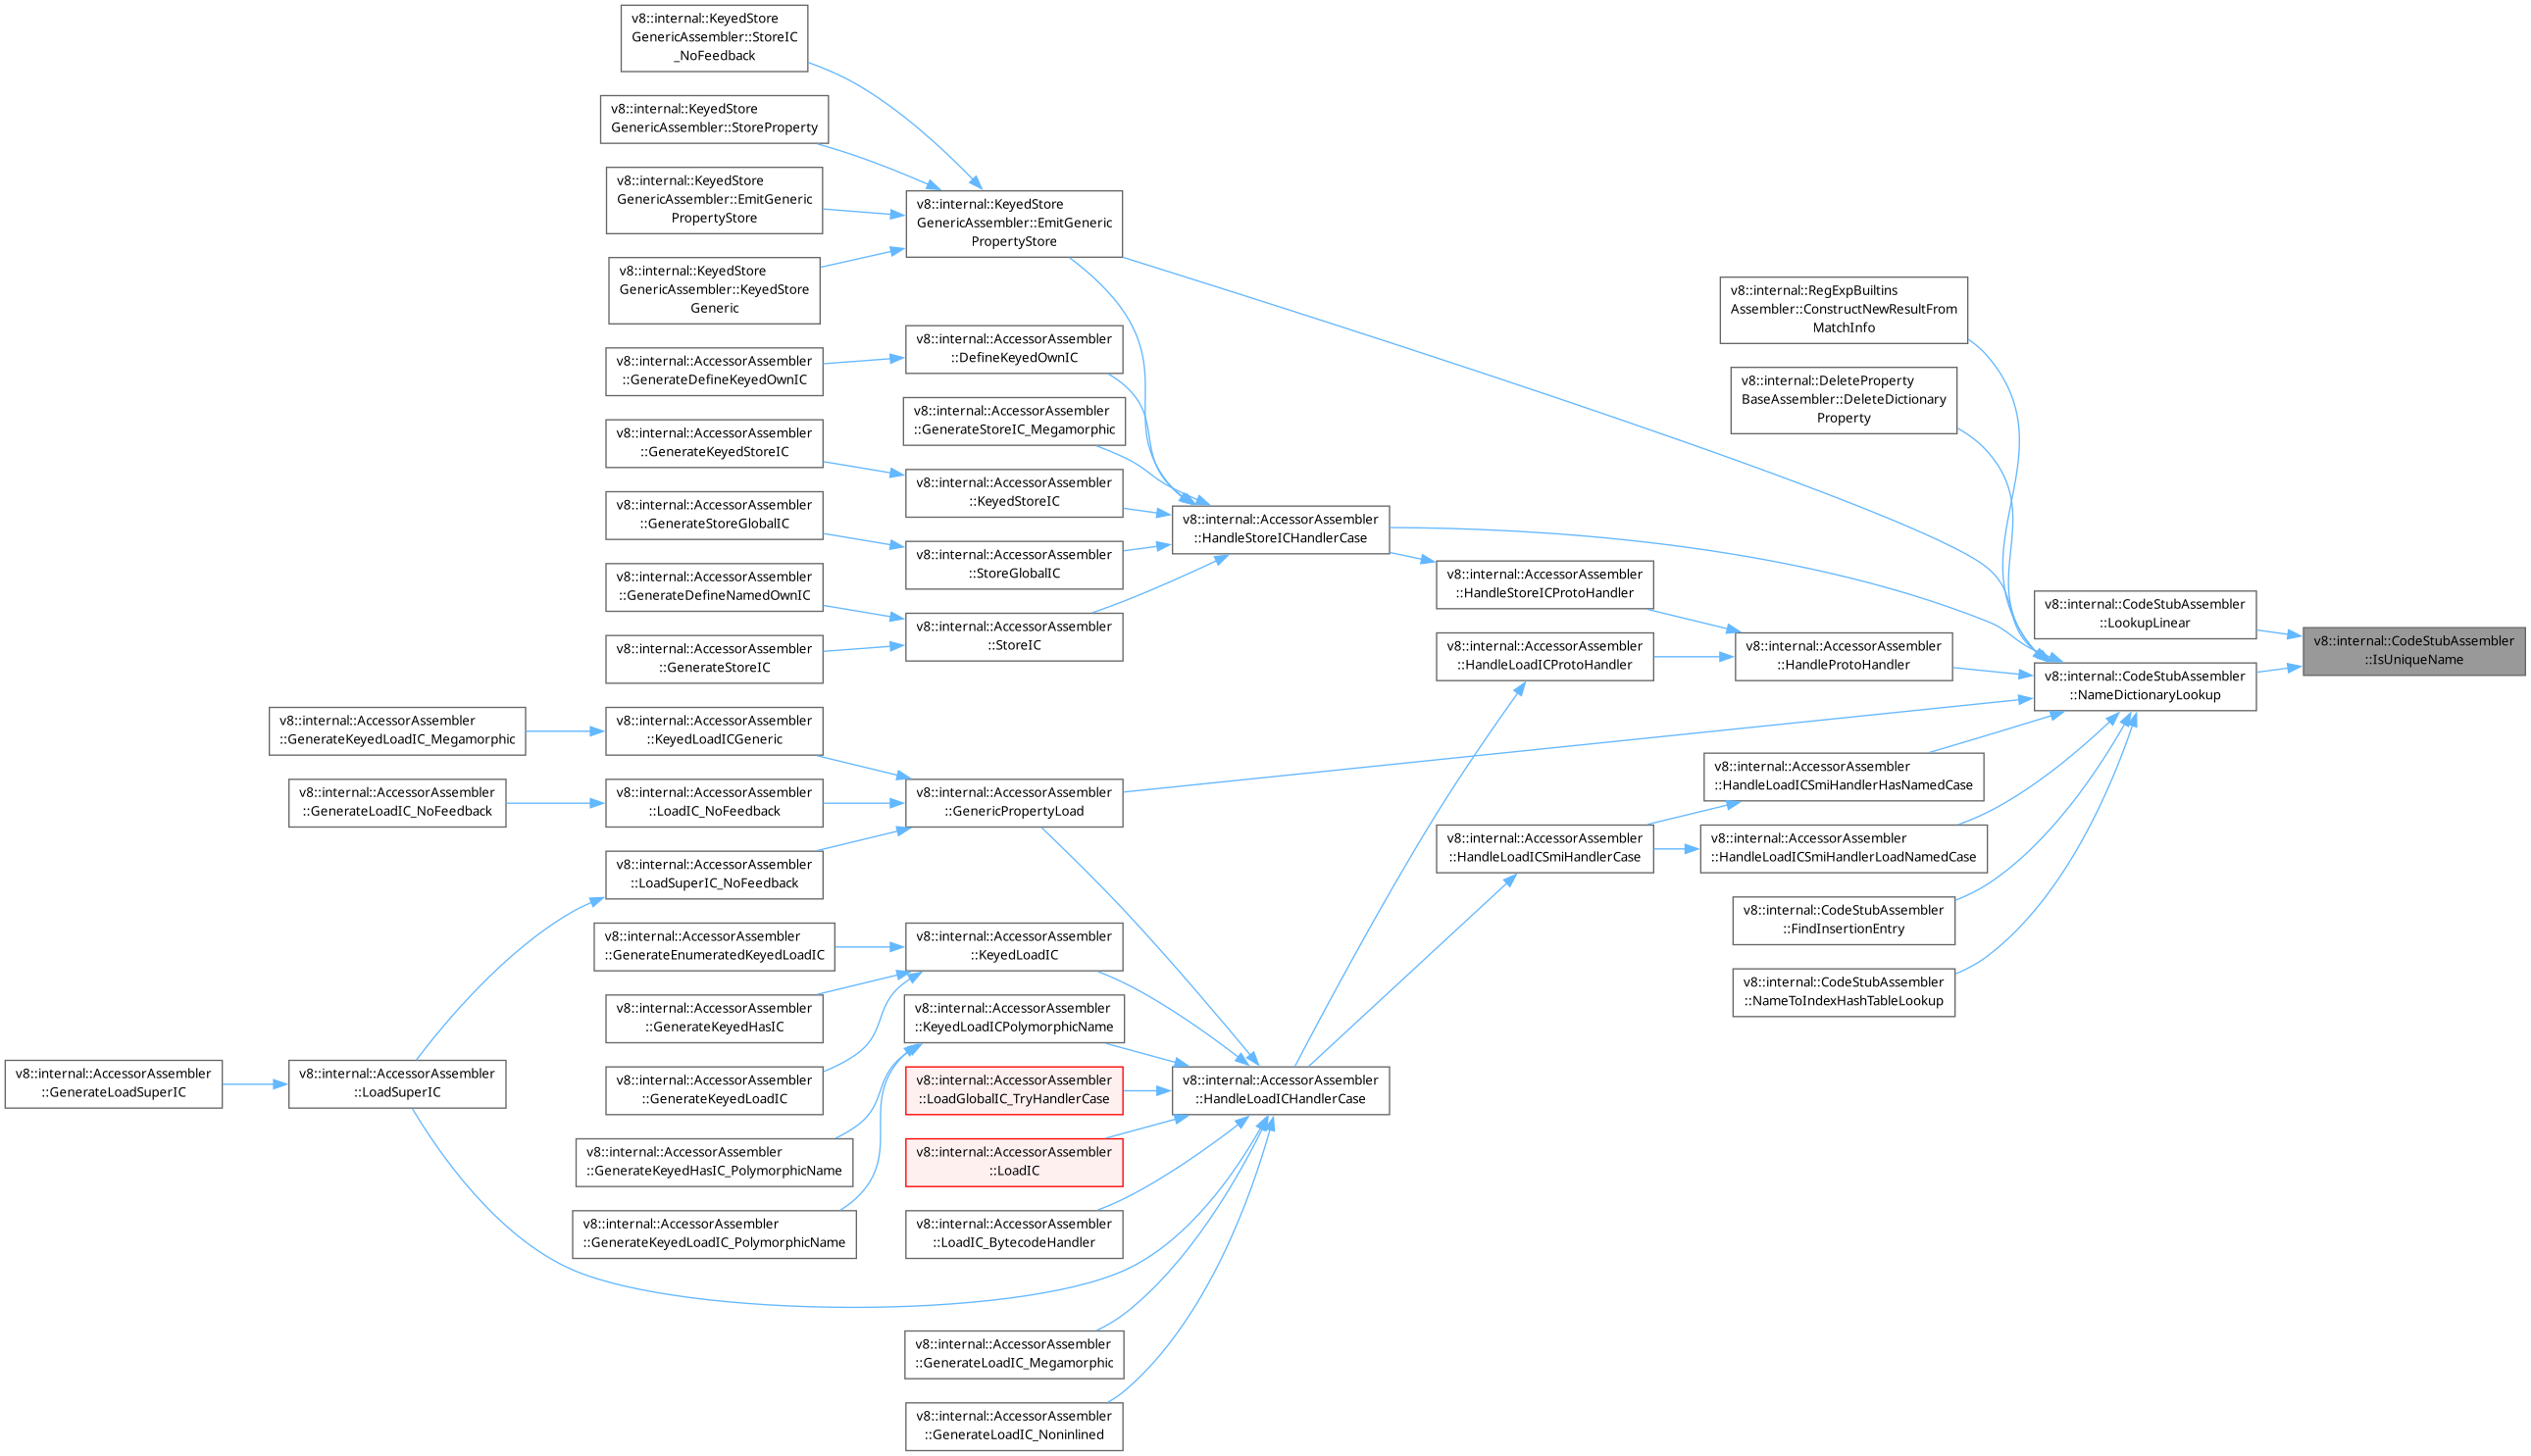 v8::internal::KeyedStore
GenericAssembler::StoreIC
_NoFeedback
v8::internal::KeyedStore
GenericAssembler::StoreProperty
v8::internal::KeyedStore
GenericAssembler::EmitGeneric
PropertyStore
v8::internal::KeyedStore
GenericAssembler::KeyedStore
Generic
v8::internal::AccessorAssembler
::GenerateDefineKeyedOwnIC
v8::internal::AccessorAssembler
::GenerateKeyedStoreIC
v8::internal::AccessorAssembler
::GenerateStoreGlobalIC
v8::internal::AccessorAssembler
::GenerateDefineNamedOwnIC
v8::internal::AccessorAssembler
::GenerateStoreIC
v8::internal::KeyedStore
GenericAssembler::EmitGeneric
PropertyStore
v8::internal::AccessorAssembler
::DefineKeyedOwnIC
v8::internal::AccessorAssembler
::GenerateStoreIC_Megamorphic
v8::internal::AccessorAssembler
::KeyedStoreIC
v8::internal::AccessorAssembler
::StoreGlobalIC
v8::internal::AccessorAssembler
::StoreIC
v8::internal::AccessorAssembler
::HandleStoreICHandlerCase
v8::internal::AccessorAssembler
::HandleStoreICProtoHandler
v8::internal::AccessorAssembler
::HandleLoadICProtoHandler
v8::internal::RegExpBuiltins
Assembler::ConstructNewResultFrom
MatchInfo
v8::internal::DeleteProperty
BaseAssembler::DeleteDictionary
Property
v8::internal::AccessorAssembler
::HandleProtoHandler
v8::internal::CodeStubAssembler
::LookupLinear
v8::internal::CodeStubAssembler
::NameDictionaryLookup
v8::internal::CodeStubAssembler
::IsUniqueName
v8::internal::AccessorAssembler
::GenerateKeyedLoadIC_Megamorphic
v8::internal::AccessorAssembler
::KeyedLoadICGeneric
v8::internal::AccessorAssembler
::GenerateLoadIC_NoFeedback
v8::internal::AccessorAssembler
::LoadIC_NoFeedback
v8::internal::AccessorAssembler
::GenericPropertyLoad
v8::internal::AccessorAssembler
::LoadSuperIC_NoFeedback
v8::internal::AccessorAssembler
::HandleLoadICSmiHandlerHasNamedCase
v8::internal::AccessorAssembler
::HandleLoadICSmiHandlerCase
v8::internal::AccessorAssembler
::HandleLoadICSmiHandlerLoadNamedCase
v8::internal::CodeStubAssembler
::FindInsertionEntry
v8::internal::CodeStubAssembler
::NameToIndexHashTableLookup
v8::internal::AccessorAssembler
::GenerateEnumeratedKeyedLoadIC
v8::internal::AccessorAssembler
::KeyedLoadIC
v8::internal::AccessorAssembler
::GenerateKeyedHasIC
v8::internal::AccessorAssembler
::KeyedLoadICPolymorphicName
v8::internal::AccessorAssembler
::GenerateLoadSuperIC
v8::internal::AccessorAssembler
::LoadSuperIC
v8::internal::AccessorAssembler
::GenerateKeyedLoadIC
v8::internal::AccessorAssembler
::LoadGlobalIC_TryHandlerCase
v8::internal::AccessorAssembler
::HandleLoadICHandlerCase
v8::internal::AccessorAssembler
::GenerateKeyedHasIC_PolymorphicName
v8::internal::AccessorAssembler
::LoadIC
v8::internal::AccessorAssembler
::GenerateKeyedLoadIC_PolymorphicName
v8::internal::AccessorAssembler
::LoadIC_BytecodeHandler
v8::internal::AccessorAssembler
::GenerateLoadIC_Megamorphic
v8::internal::AccessorAssembler
::GenerateLoadIC_Noninlined